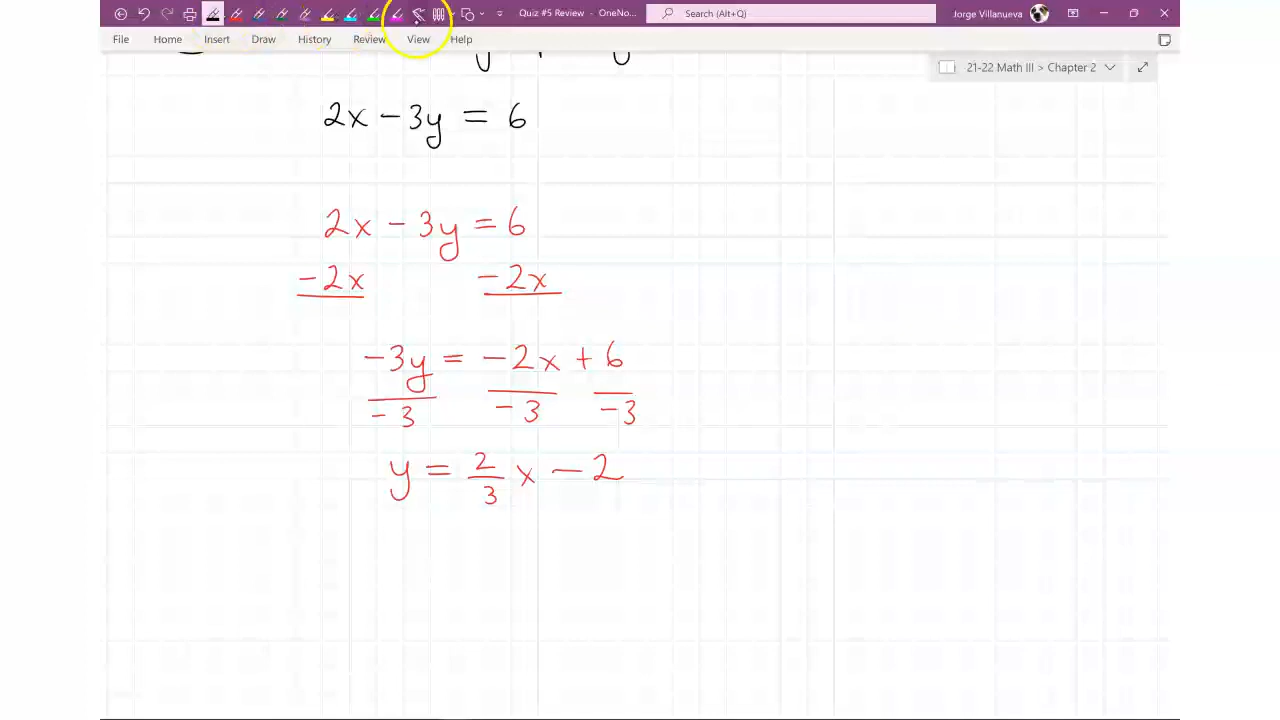 Quiz #5 Review - OneNo...
Search (Alt+Q)
Jorge Villanueva
File Home Insert Draw History Review View Help
21-22 Math III > Chapter 2
2x - 3y = 6
2x - 3y = 6
-2x -2x
-3y = -2x + 6
-3 -3 -3
y = 2/3 x - 2